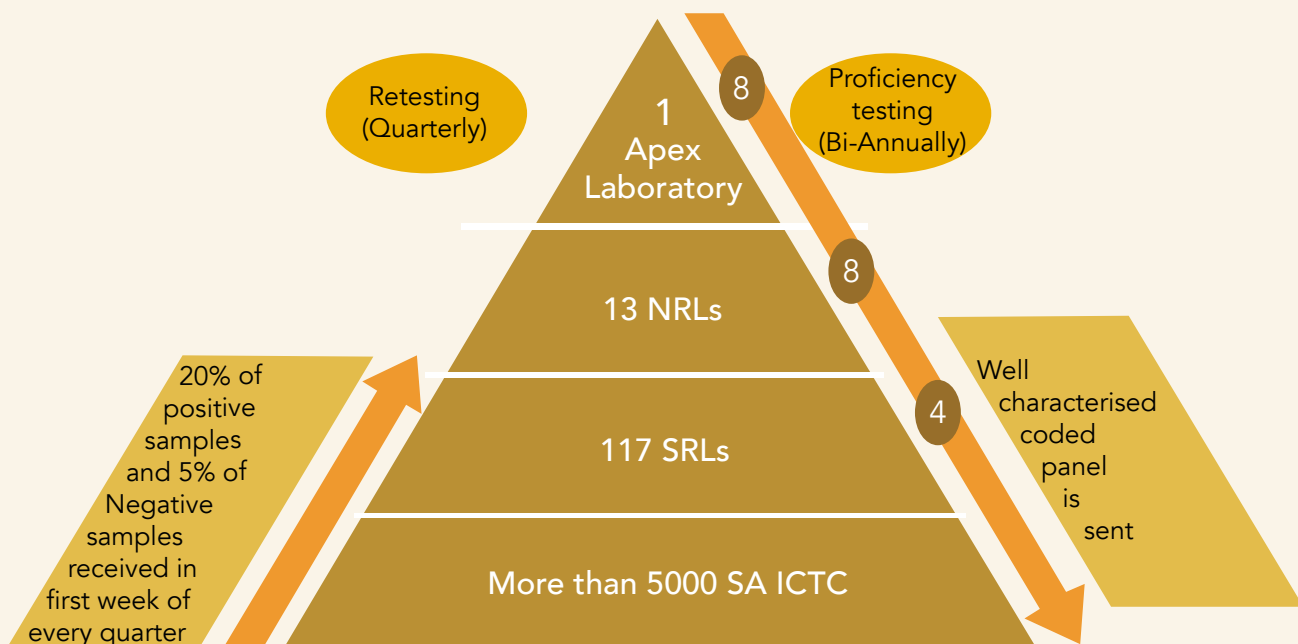 Retesting
(Quarterly)
8
Proficiency
testing
(Bi-Annually)
1
Apex
Laboratory
8
13 NRLs
20% of
positive
samples
and 5% of
Negative
samples
received in
first week of
every quarter
4
Well
characterised
coded
panel
is
sent
117 SRLs
More than 5000 SA ICTC